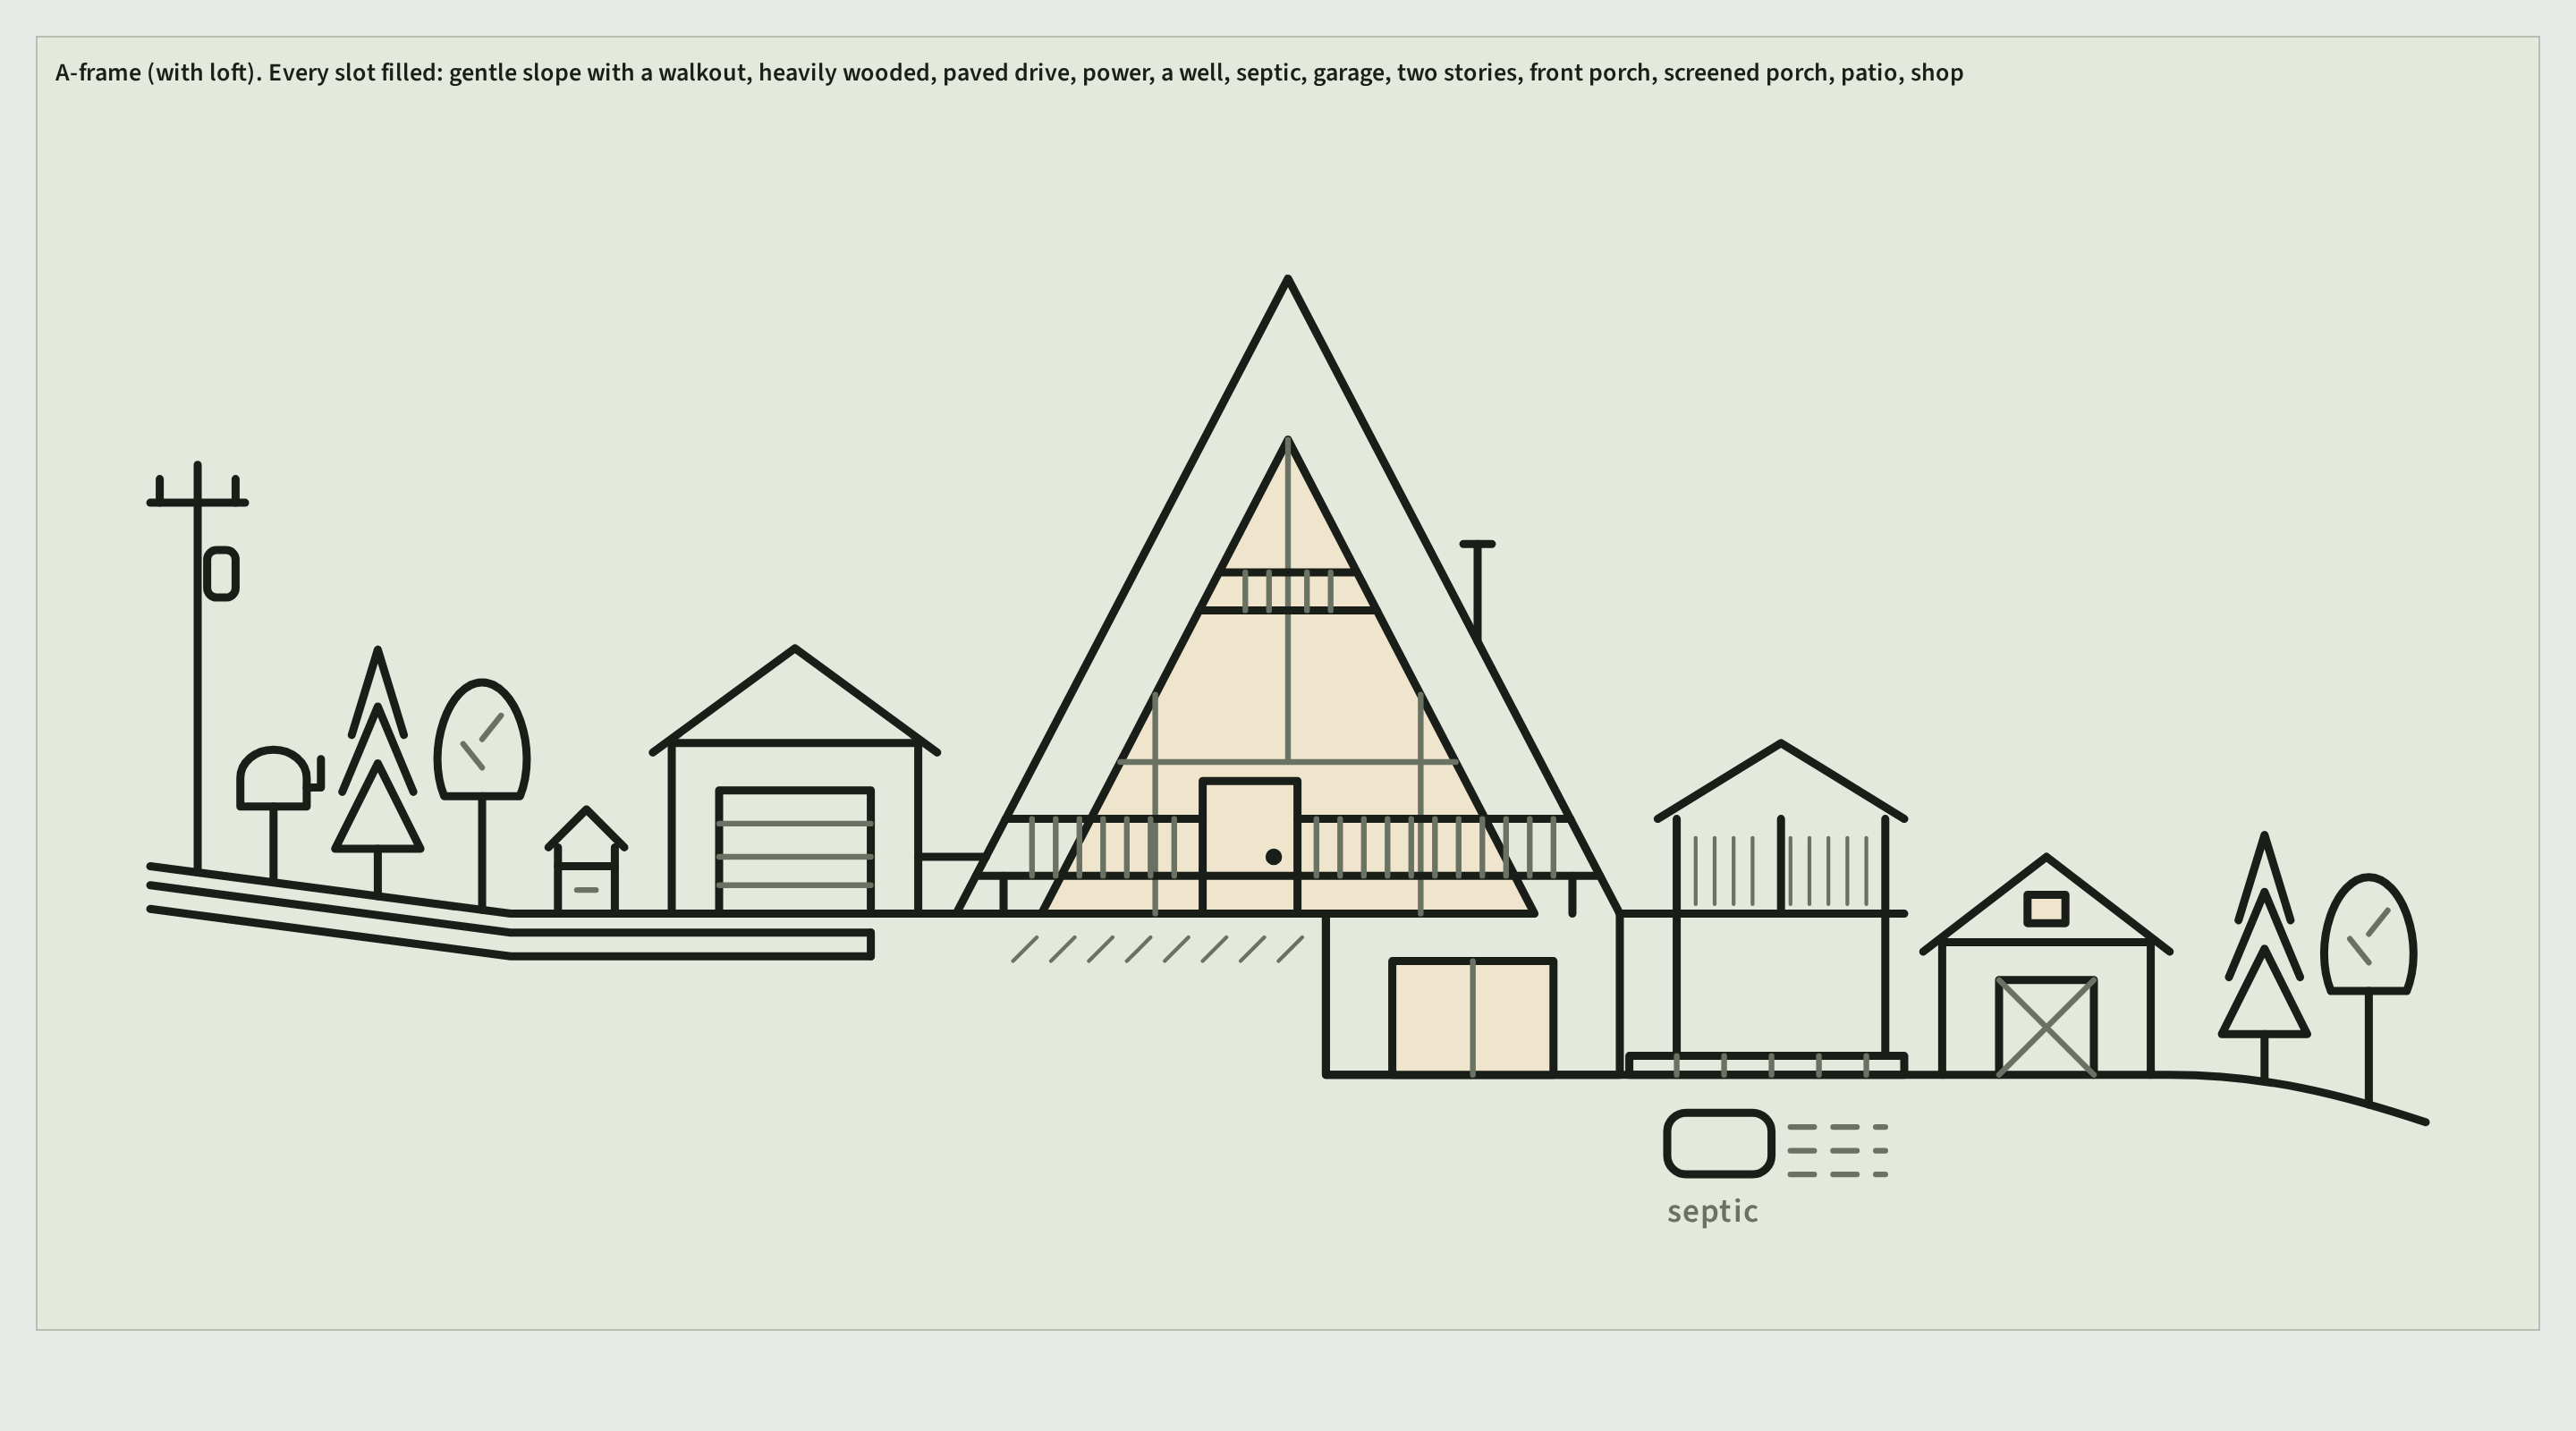 A-frame (with loft). Every slot filled: gentle slope with a walkout, heavily wooded, paved drive, power, a well, septic, garage, two stories, front porch, screened porch, patio, shop
septic